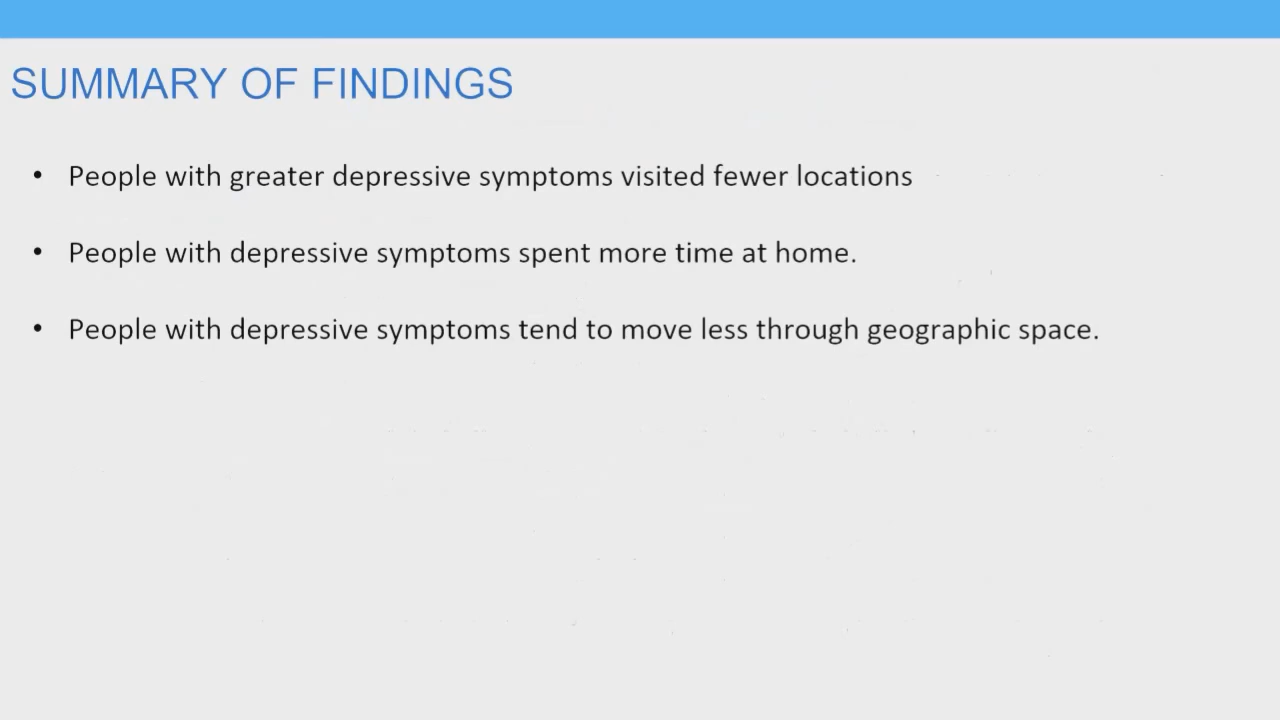 SUMMARY OF FINDINGS
• People with greater depressive symptoms visited fewer locations
• People with depressive symptoms spent more time at home.
• People with depressive symptoms tend to move less through geographic space.